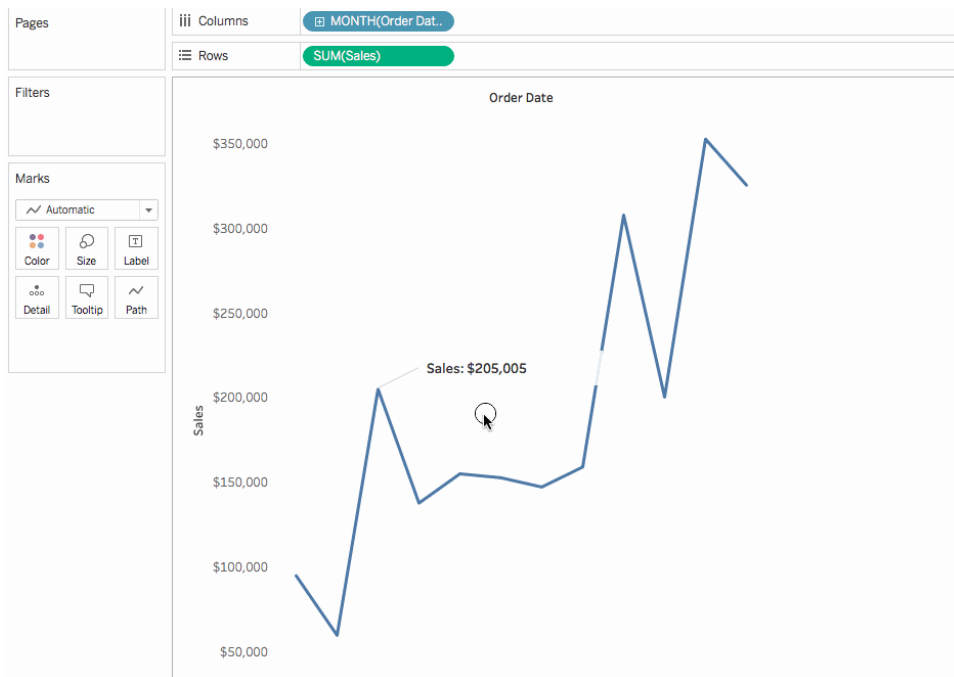 Pages
Columns
MONTH(Order Dat..
Rows
SUM(Sales)
Filters
Marks
Automatic
Color
Size
T
Label
Detail
Tooltip
Path
Order Date
$350,000
$300,000
$250,000
$200,000
$150,000
$100,000
$50,000
Sales
Sales: $205,005